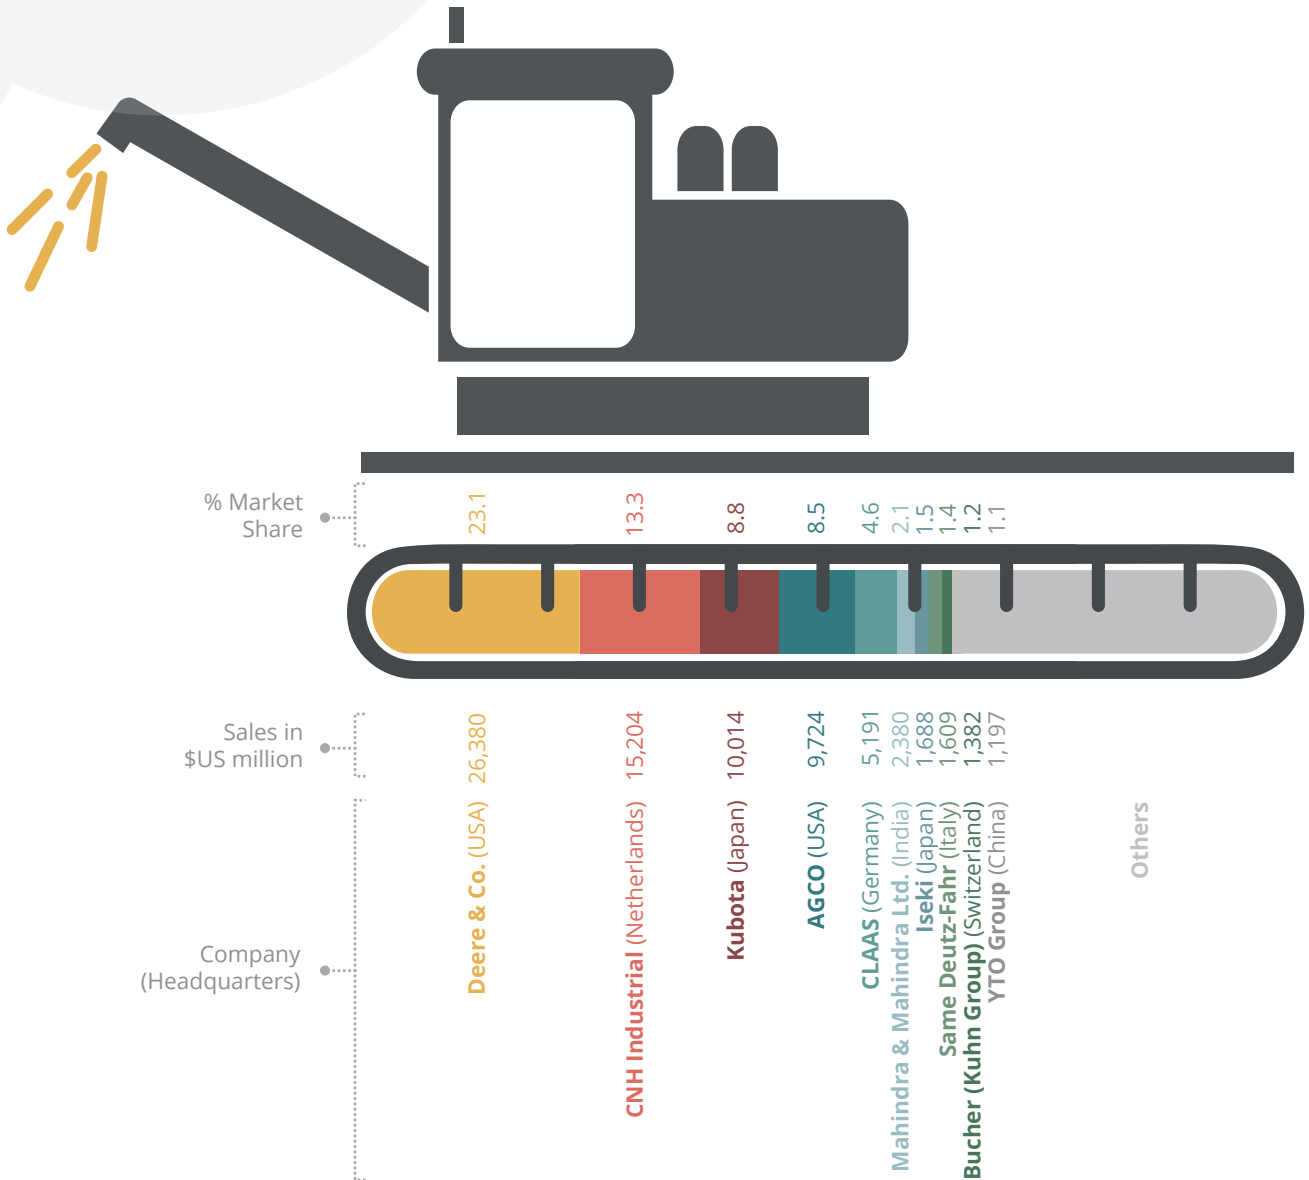 % Market
Share
23.1
13.3
8.8
8.5
4.6
2.1
1.5
1.4
1.2
1.1
Sales in
$US million
26,380
15,204
10,014
9,724
5,191
2,380
1,688
1,609
1,382
1,197
Company
(Headquarters)
Deere & Co. (USA)
CNH Industrial (Netherlands)
Kubota (Japan)
AGCO (USA)
CLAAS (Germany)
Mahindra & Mahindra Ltd. (India)
Iseki (Japan)
Same Deutz-Fahr (Italy)
Bucher (Kuhn Group) (Switzerland)
YTO Group (China)
Others